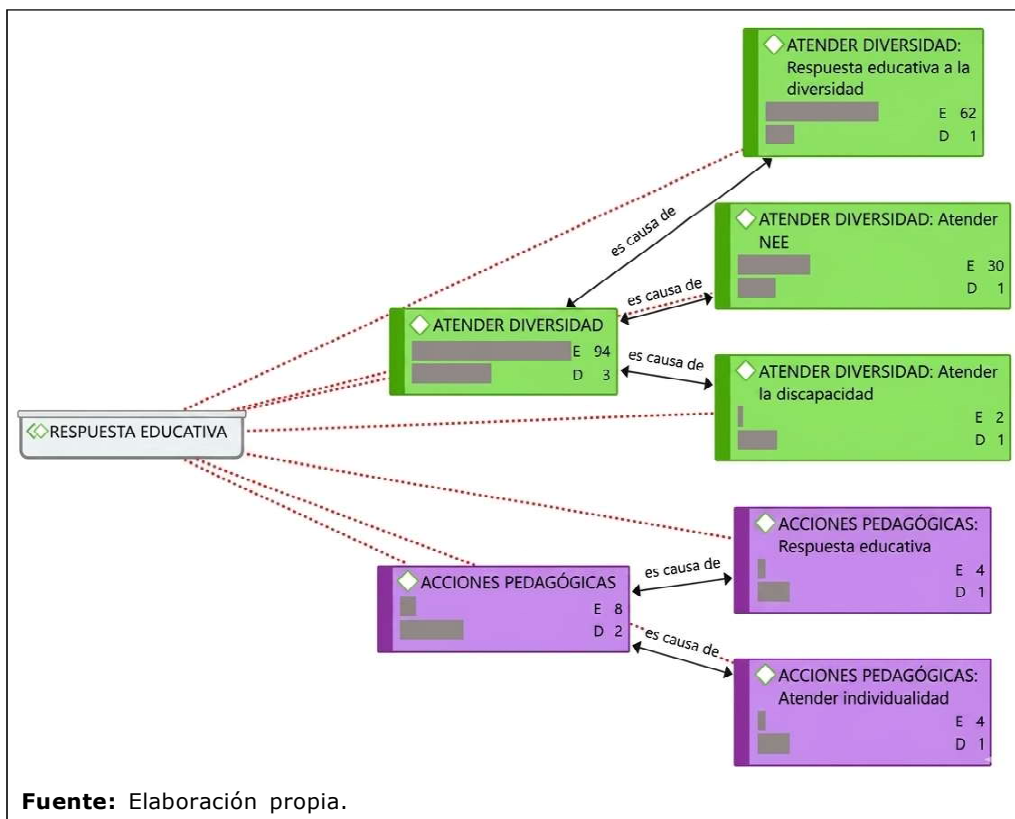 ATENDER DIVERSIDAD:
Respuesta educativa a la
diversidad
E 62
D 1
es causa de
ATENDER DIVERSIDAD: Atender
NEE
E 30
D 1
es causa de
ATENDER DIVERSIDAD
E 94
D 3
es causa de
ATENDER DIVERSIDAD: Atender
la discapacidad
E 2
D 1
RESPUESTA EDUCATIVA
ACCIONES PEDAGÓGICAS:
Respuesta educativa
E 4
D 1
es causa de
ACCIONES PEDAGÓGICAS
E 8
D 2
es causa de
ACCIONES PEDAGÓGICAS:
Atender individualidad
E 4
D 1
Fuente: Elaboración propia.